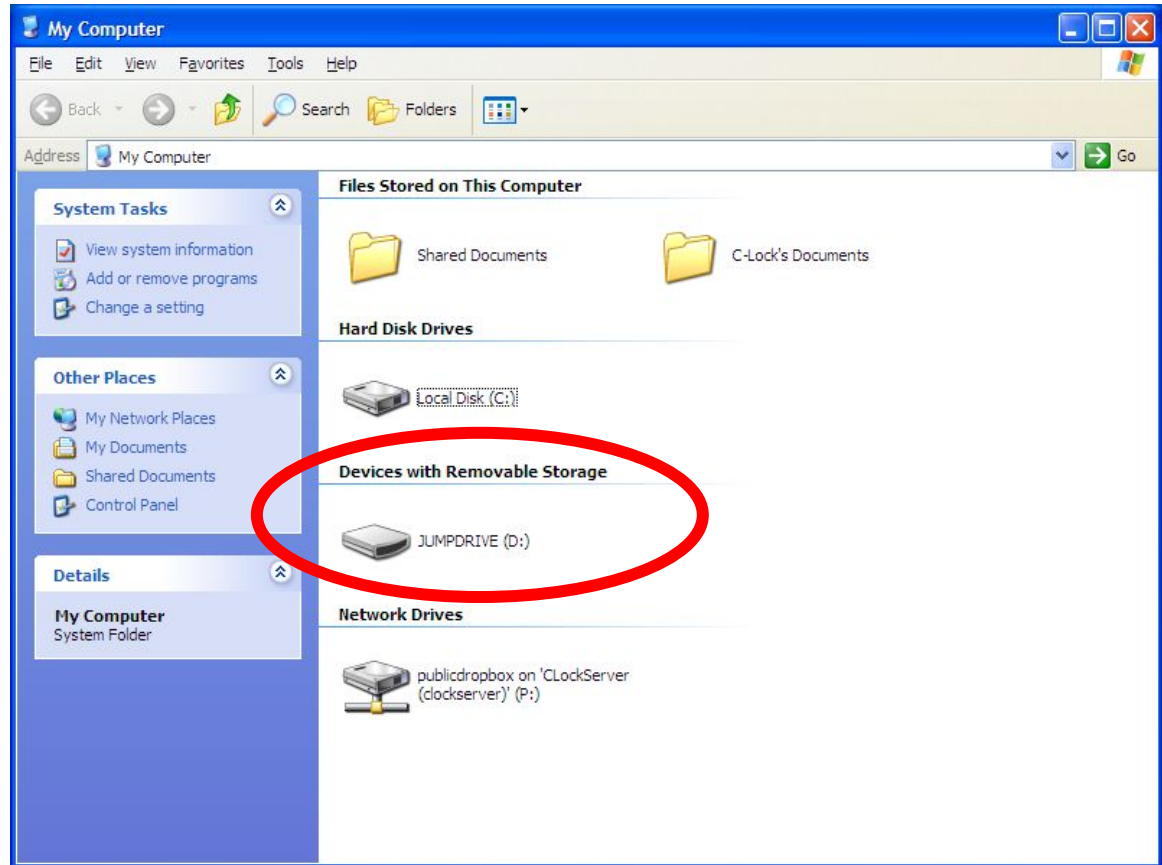 My Computer
File Edit View Favorites Tools Help
Back Search Folders
Address My Computer Go
System Tasks
View system information
Add or remove programs
Change a setting
Other Places
My Network Places
My Documents
Shared Documents
Control Panel
Details
My Computer
System Folder
Files Stored on This Computer
Shared Documents C-Lock's Documents
Hard Disk Drives
Local Disk (C:)
Devices with Removable Storage
JUMPDRIVE (D:)
Network Drives
publicdropbox on 'CLockServer
(clockserver)' (P:)